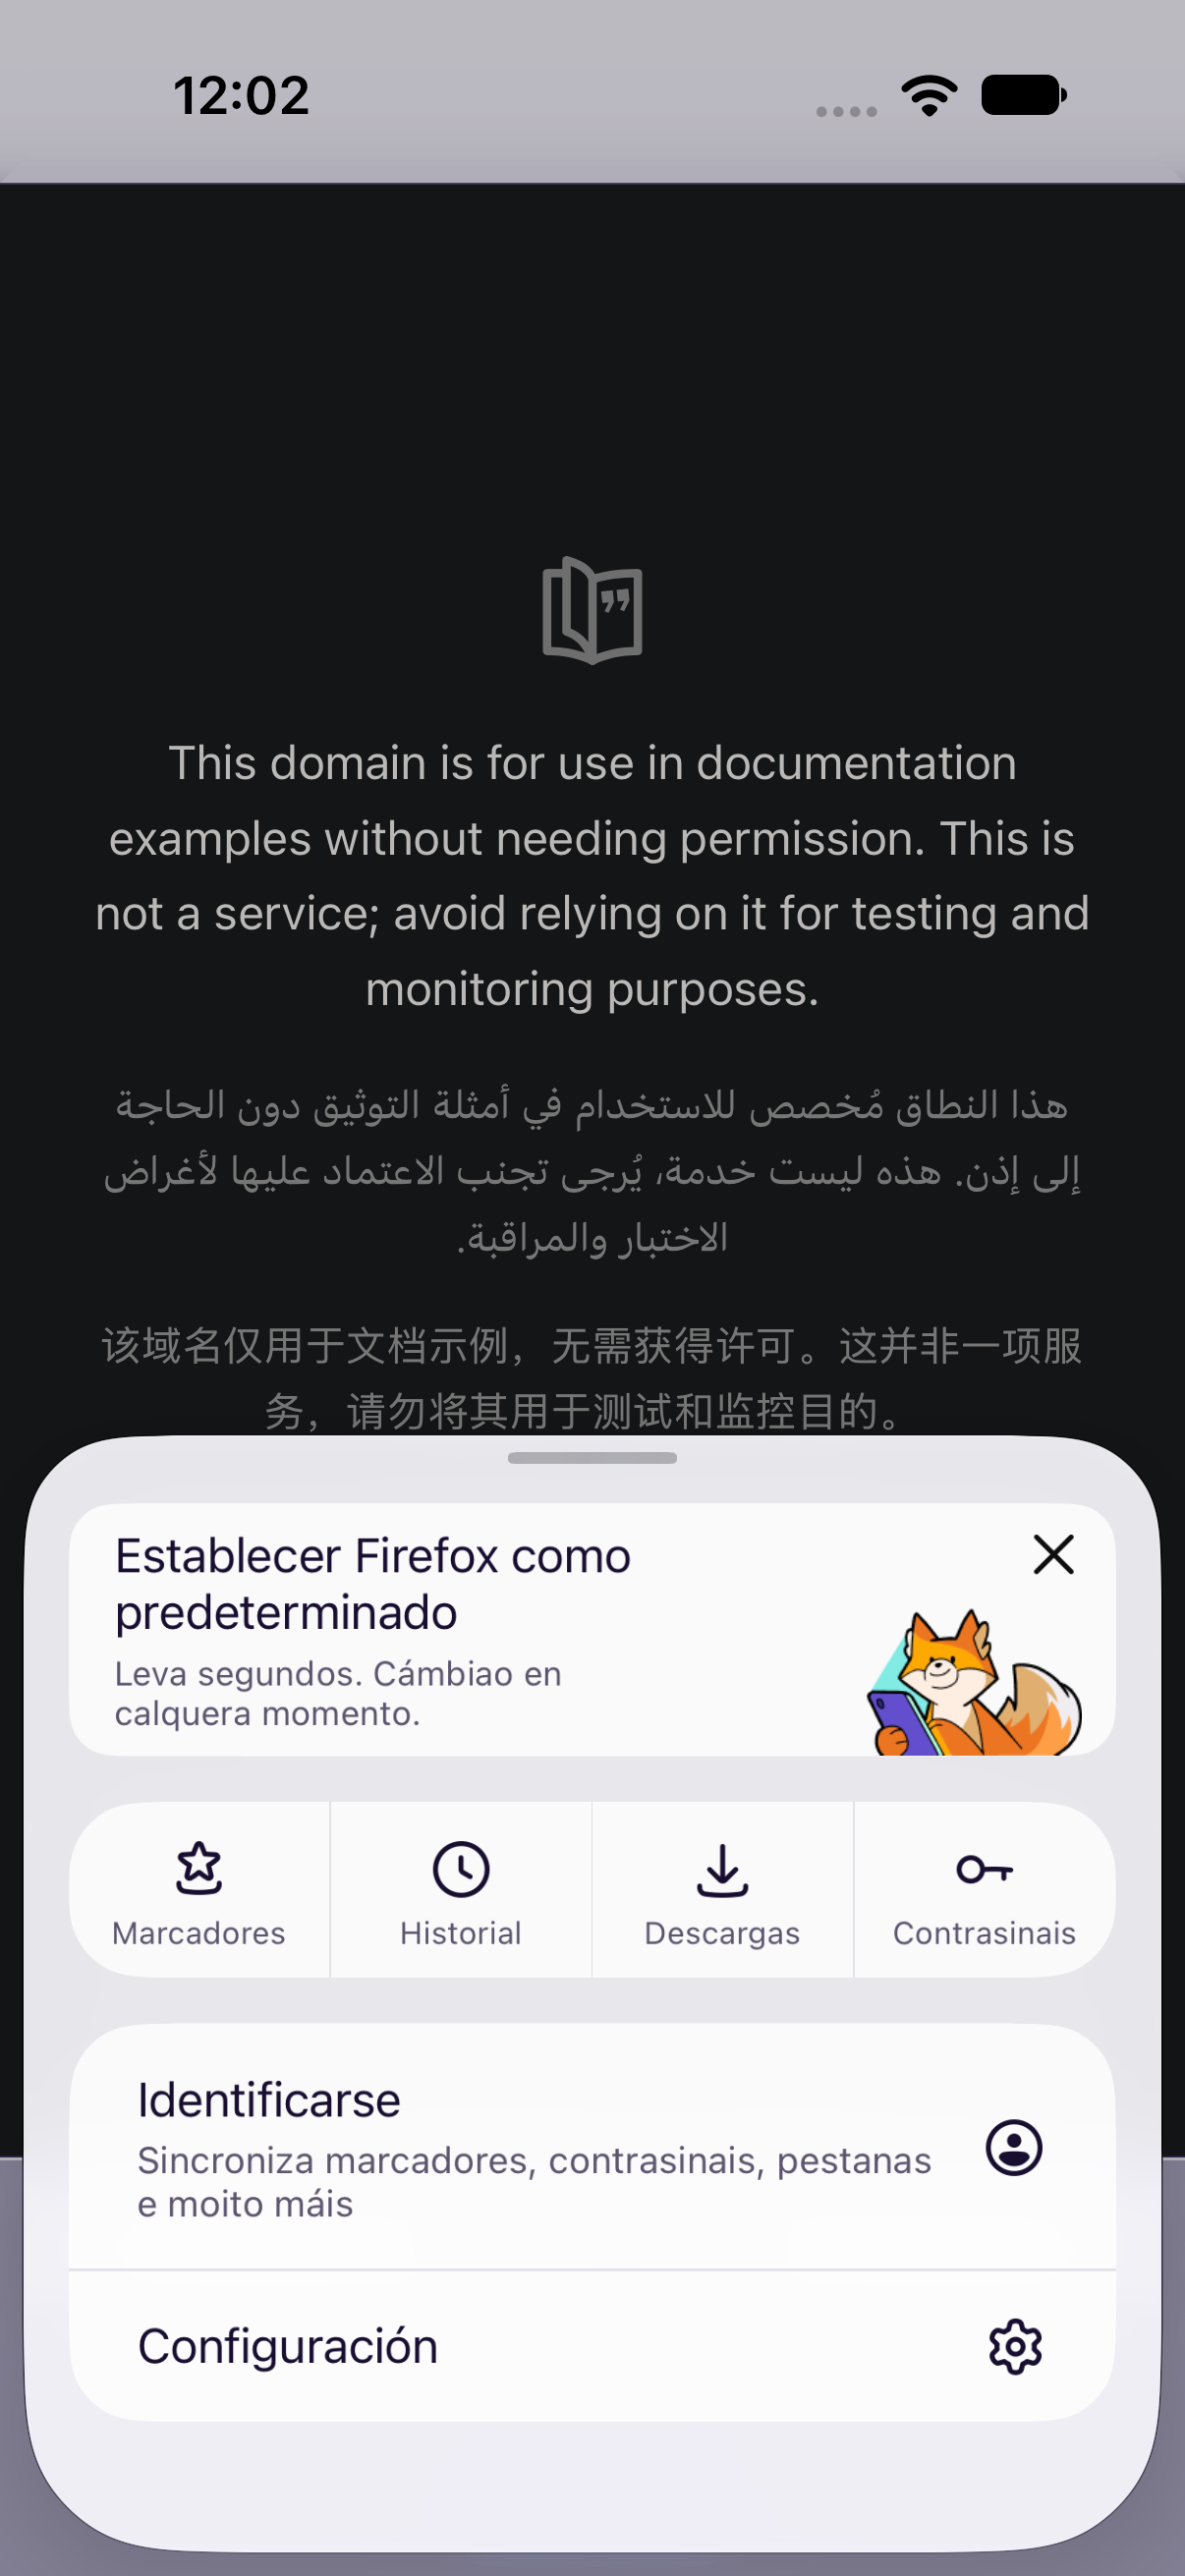 12:02
This domain is for use in documentation
examples without needing permission. This is
not a service; avoid relying on it for testing and
monitoring purposes.
هذا النطاق مُخصص للاستخدام في أمثلة التوثيق دون الحاجة
إلى إذن. هذه ليست خدمة، يُرجى تجنب الاعتماد عليها لأغراض
الاختبار والمراقبة.
该域名仅用于文档示例，无需获得许可。这并非一项服
务，请勿将其用于测试和监控目的。
Establecer Firefox como
predeterminado
Leva segundos. Cámbiao en
calquera momento.
Marcadores
Historial
Descargas
Contrasinais
Identificarse
Sincroniza marcadores, contrasinais, pestanas
e moito máis
Configuración